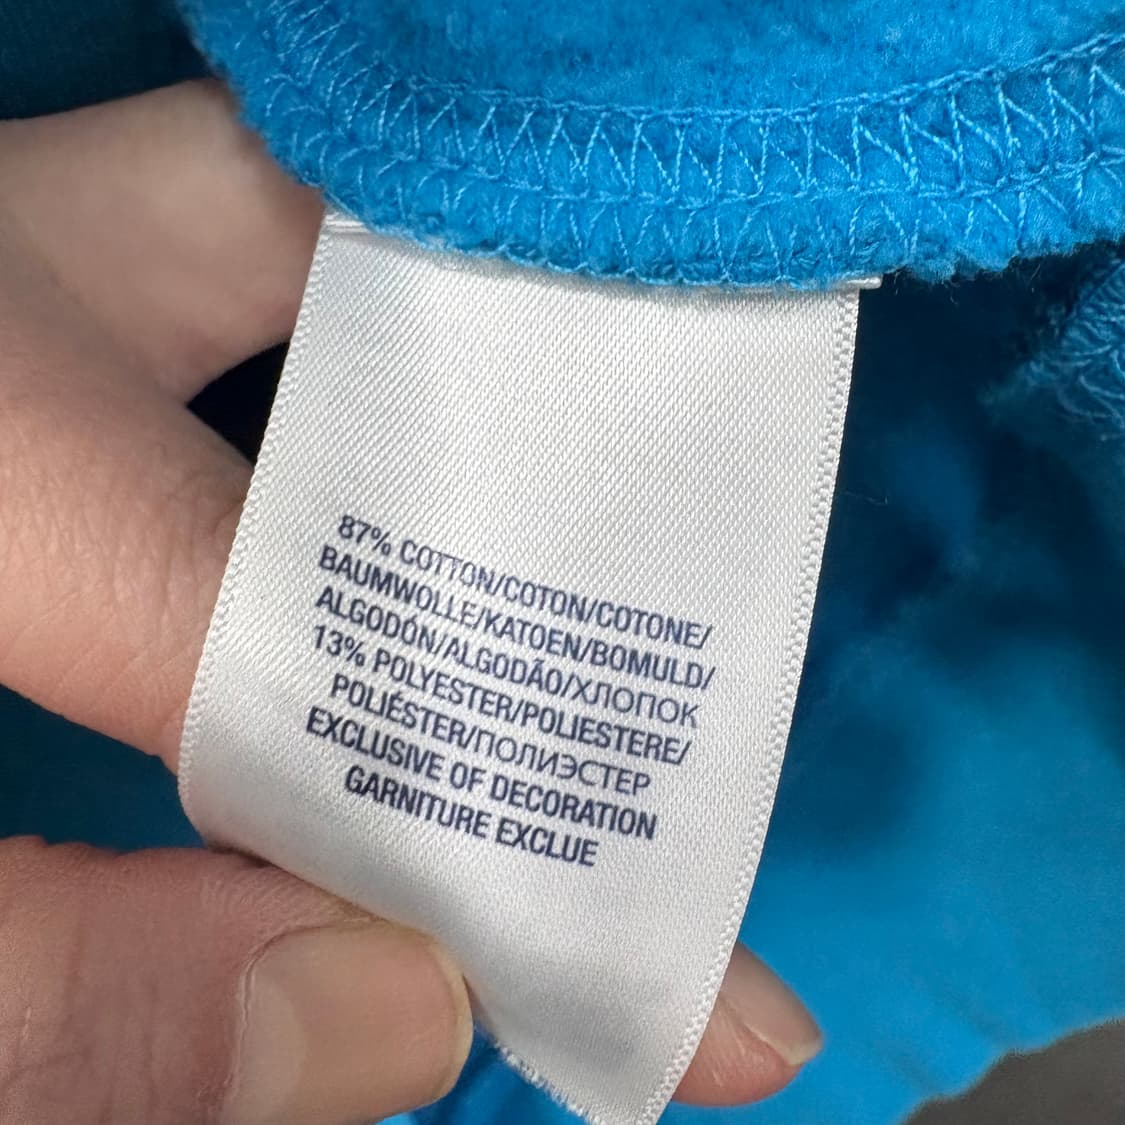 87% COTTON/COTON/COTONE/
BAUMWOLLE/KATOEN/BOMULD/
ALGODÓN/ALGODÃO/ХЛОПОК
13% POLYESTER/POLIESTERE/
POLIÉSTER/ПОЛИЭСТЕР
EXCLUSIVE OF DECORATION
GARNITURE EXCLUE